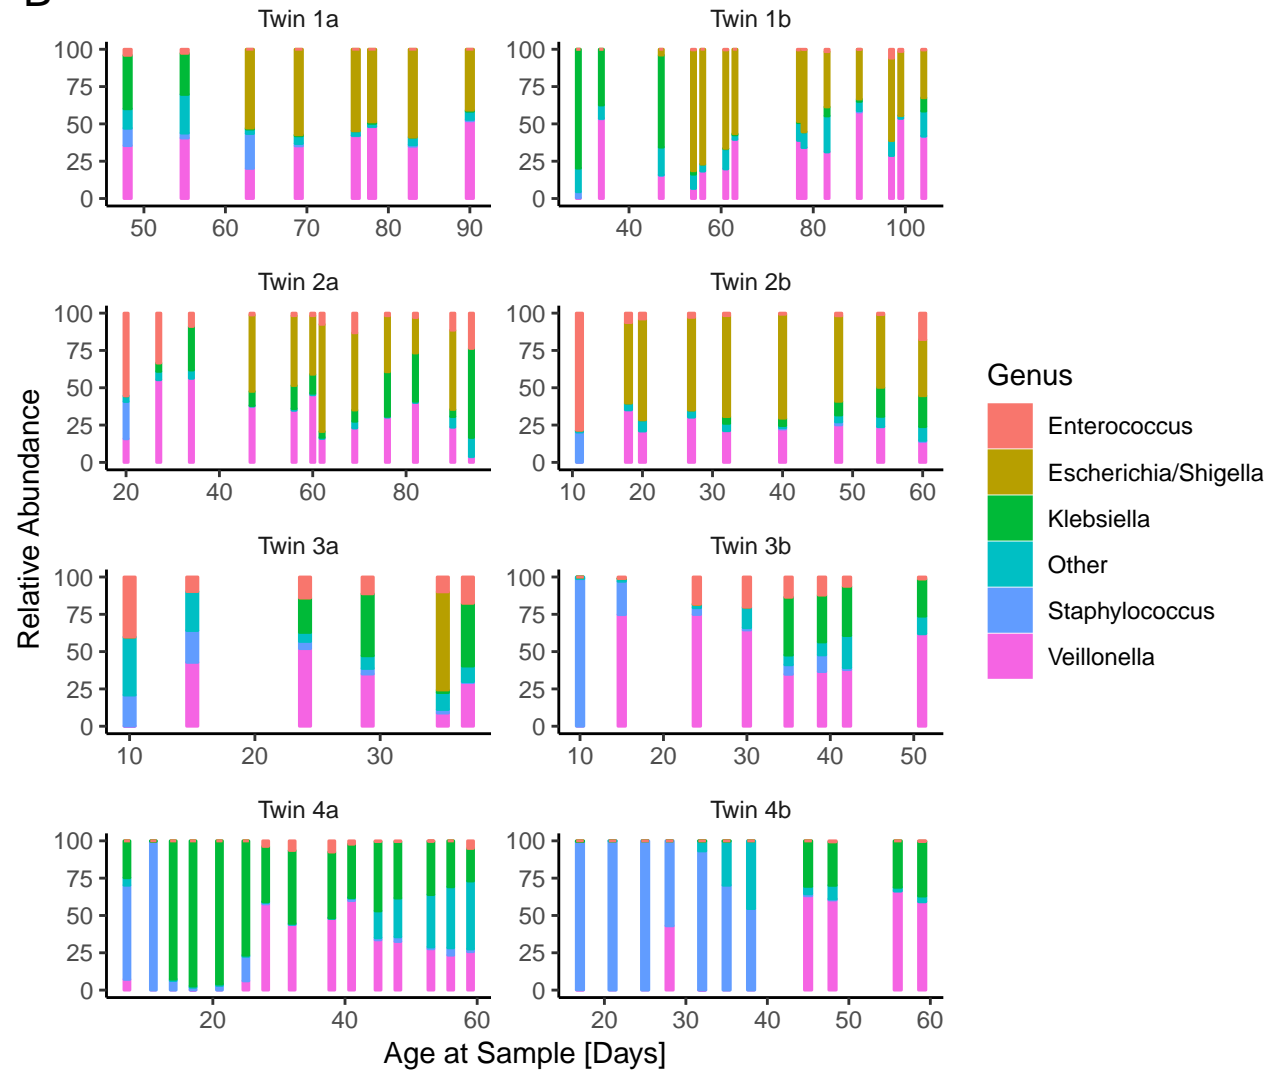 Twin 1a
Twin 1b
100
75
50
25
0
50 60 70 80 90
100
75
50
25
0
40 60 80 100
Twin 2a
Twin 2b
100
75
50
25
0
20 40 60 80
100
75
50
25
0
10 20 30 40 50 60
Twin 3a
Twin 3b
100
75
50
25
0
10 20 30
100
75
50
25
0
10 20 30 40 50
Twin 4a
Twin 4b
100
75
50
25
0
20 40 60
100
75
50
25
0
20 30 40 50 60
Relative Abundance
Age at Sample [Days]
Genus
Enterococcus
Escherichia/Shigella
Klebsiella
Other
Staphylococcus
Veillonella